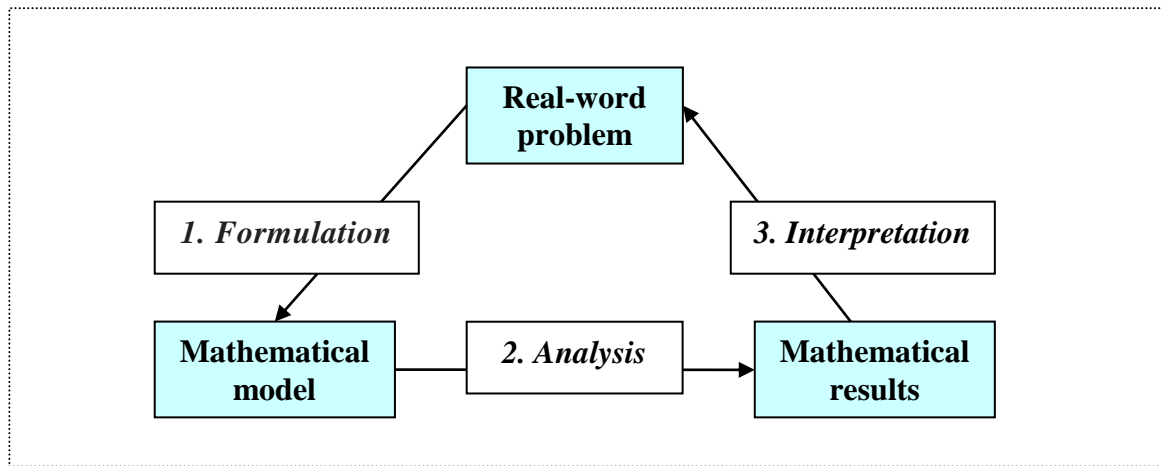 Real-word
problem
1. Formulation
3. Interpretation
Mathematical
model
2. Analysis
Mathematical
results